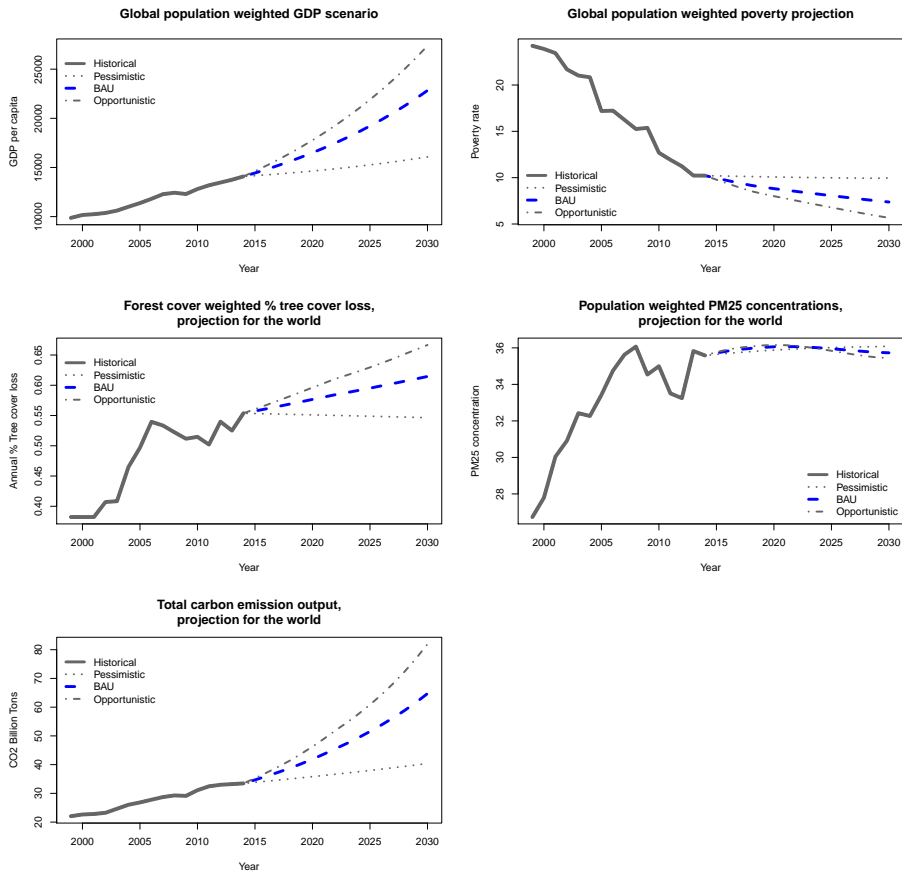 Global population weighted GDP scenario
GDP per capita
25000
20000
15000
10000
Historical
Pessimistic
BAU
Opportunistic
2000 2005 2010 2015 2020 2025 2030
Year
Global population weighted poverty projection
Poverty rate
20
15
10
5
Historical
Pessimistic
BAU
Opportunistic
2000 2005 2010 2015 2020 2025 2030
Year
Forest cover weighted % tree cover loss,
projection for the world
Annual % Tree cover loss
0.65
0.60
0.55
0.50
0.45
0.40
Historical
Pessimistic
BAU
Opportunistic
2000 2005 2010 2015 2020 2025 2030
Year
Population weighted PM25 concentrations,
projection for the world
PM25 concentration
36
34
32
30
28
Historical
Pessimistic
BAU
Opportunistic
2000 2005 2010 2015 2020 2025 2030
Year
Total carbon emission output,
projection for the world
CO2 Billion Tons
80
70
60
50
40
30
20
Historical
Pessimistic
BAU
Opportunistic
2000 2005 2010 2015 2020 2025 2030
Year